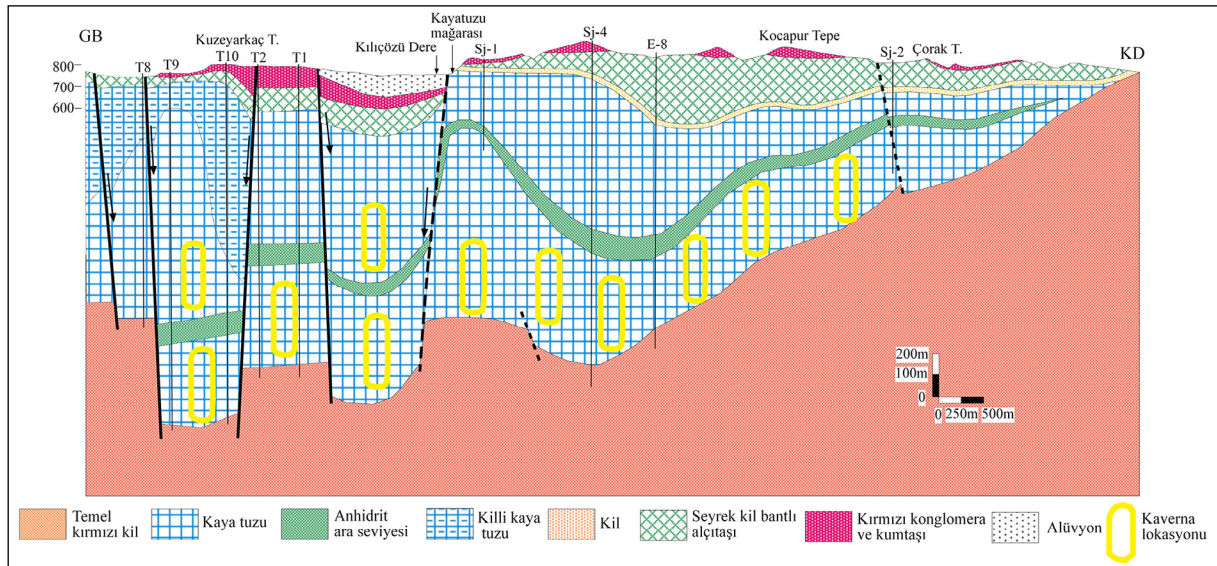 GB
Kuzeyarkaç T.
T8
T9
T10
T2
T1
Kılıçözü Dere
Kayatuzu
mağarası
Sj-1
Sj-4
E-8
Kocapur Tepe
Sj-2
Çorak T.
KD
800
700
600
200m
100m
0
0 250m 500m
Temel
kırmızı kil
Kaya tuzu
Anhidrit
ara seviyesi
Killi kaya
tuzu
Kil
Seyrek kil bantlı
alçıtaşı
Kırmızı konglomera
ve kumtaşı
Alüvyon
Kaverna
lokasyonu